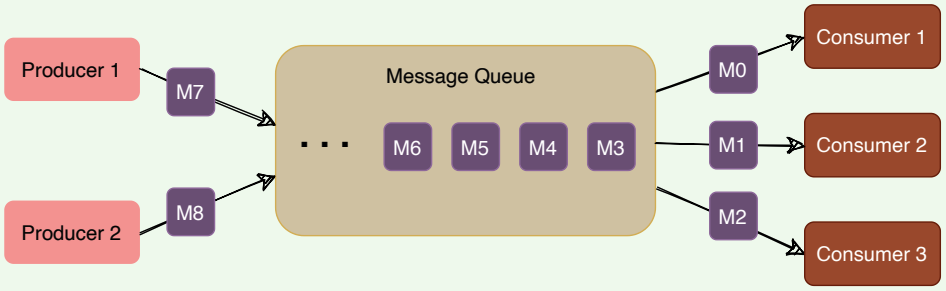 Producer 1
M7
Producer 2
M8
Message Queue
. . .
M6 M5 M4 M3
M0
M1
M2
Consumer 1
Consumer 2
Consumer 3